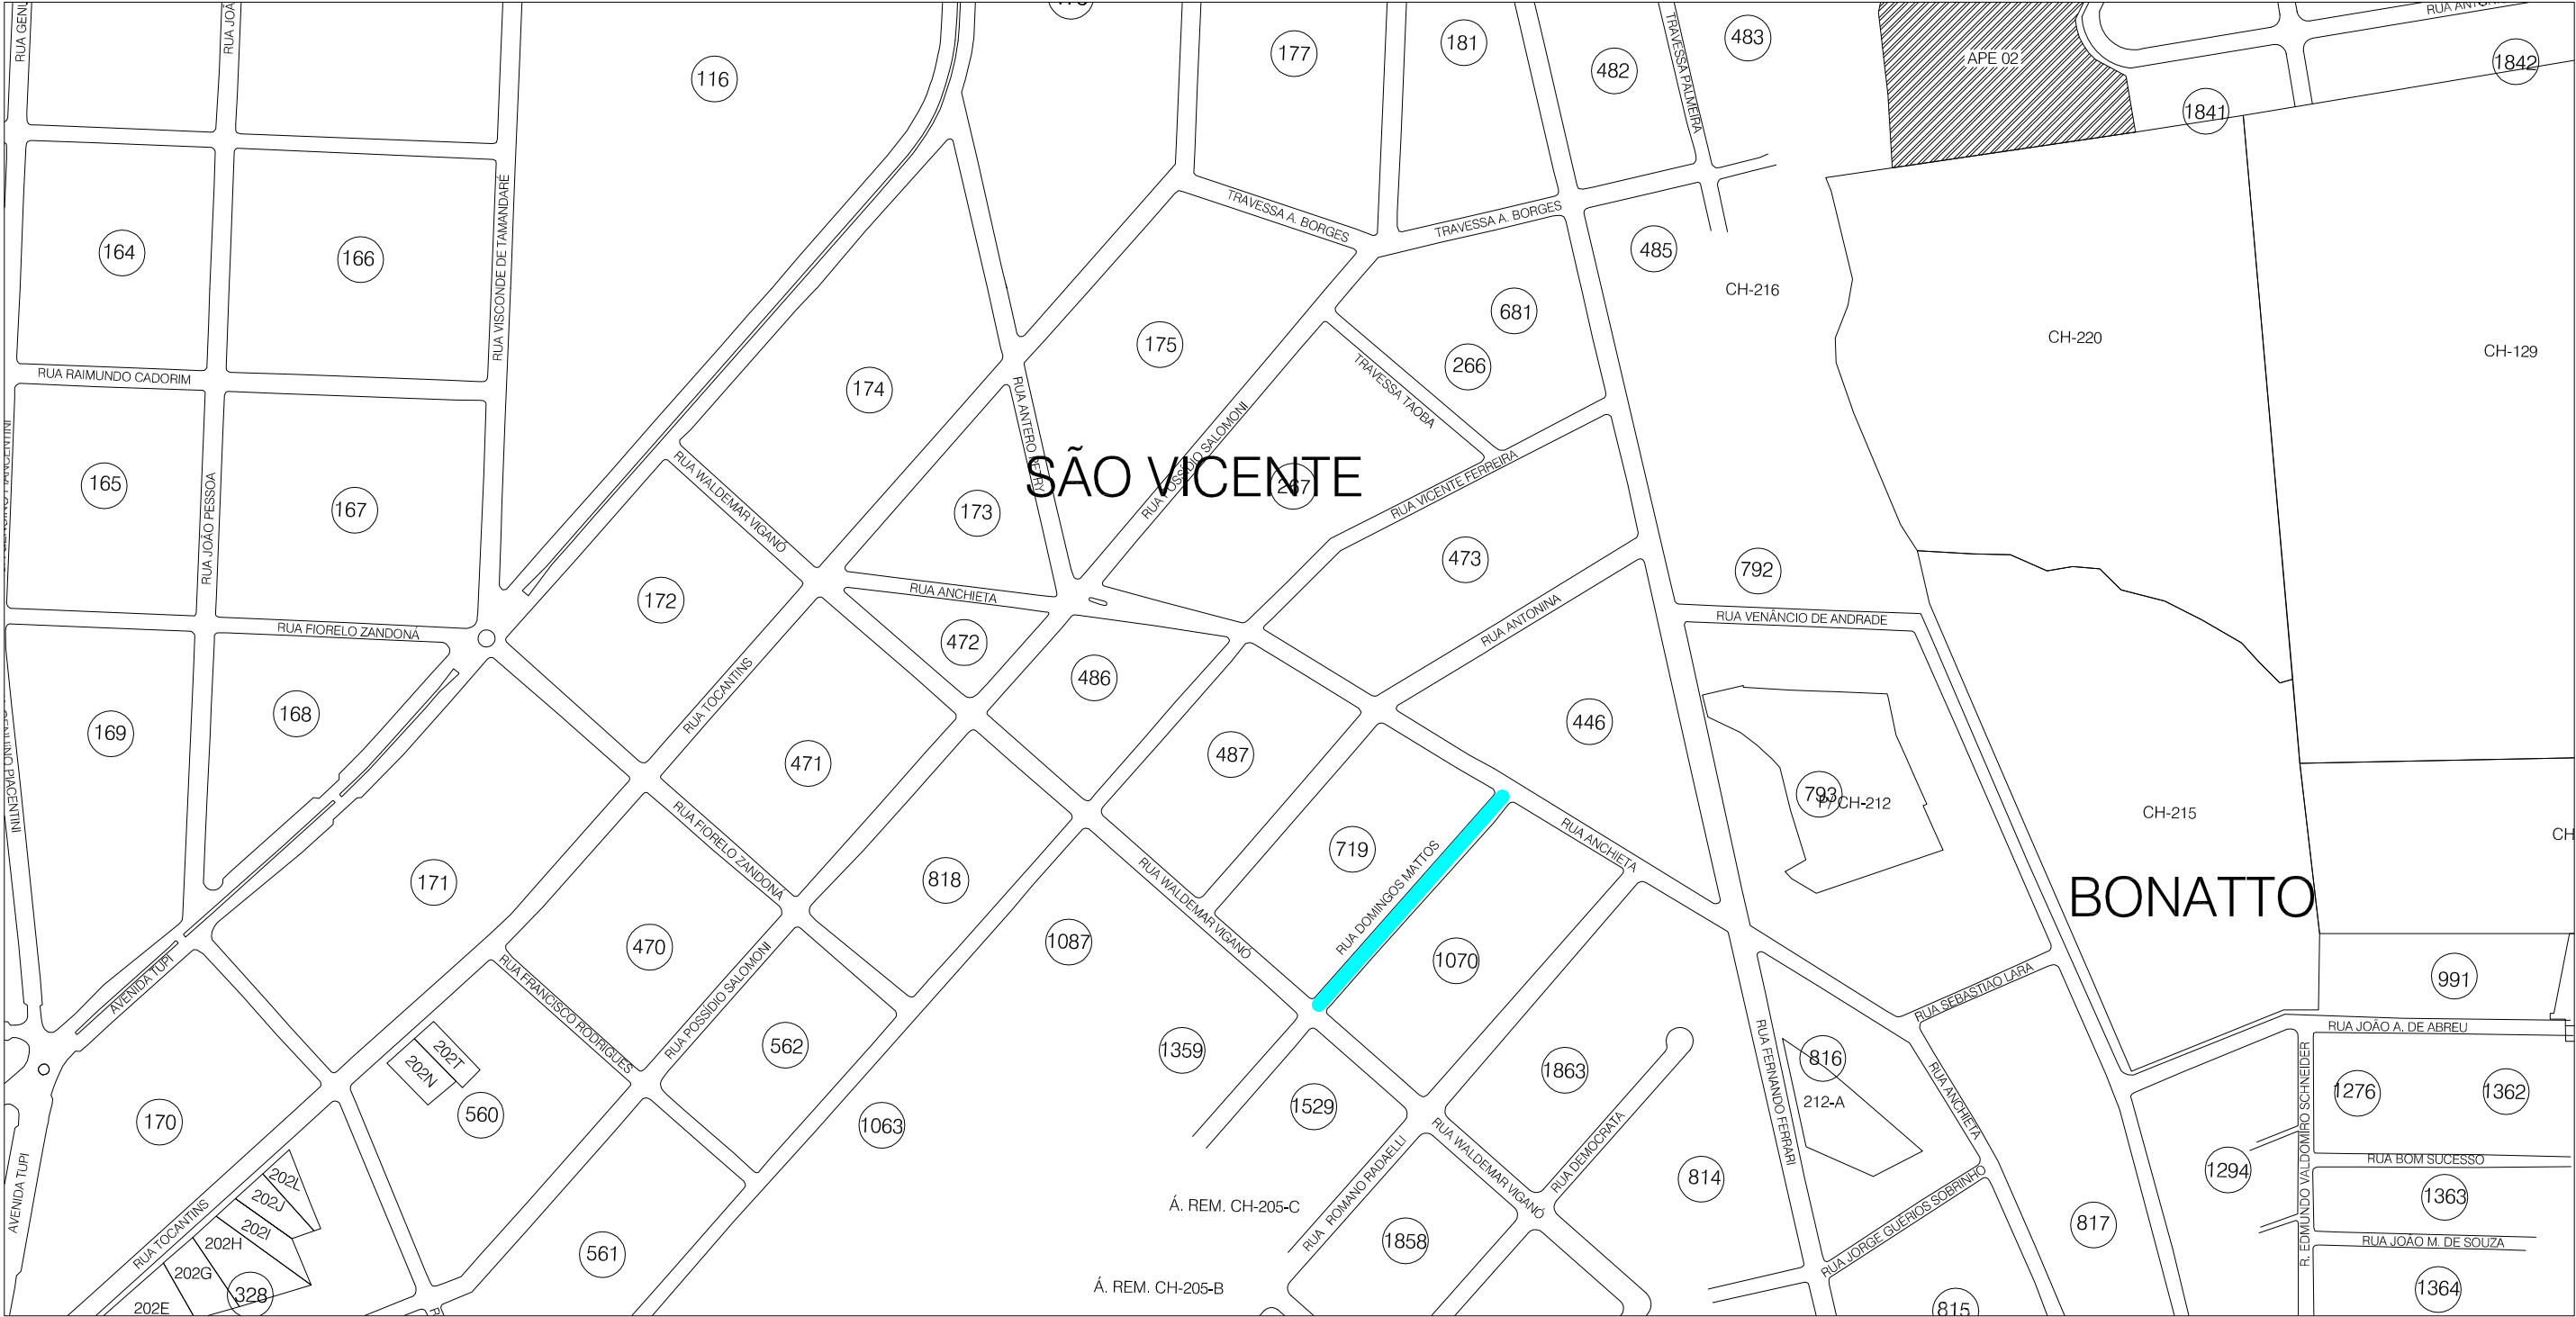 RUA GENU
RUA JOÃ
116
177
181
482
TRAVESSA PALMEIRA
483
APE 02
1842
1841
164
166
RUA VISCONDE DE TAMANDARÉ
TRAVESSA A. BORGES
TRAVESSA A. BORGES
485
CH-216
681
CH-220
CH-129
RUA RAIMUNDO CADORIM
174
175
266
TRAVESSA TAOBA
RUA POSSÍDIO SALOMONI
SÃO VICENTE
267
RUA VICENTE FERREIRA
165
RUA JOÃO PESSOA
167
RUA WALDEMAR VIGANÓ
173
473
792
172
RUA ANCHIETA
RUA ANTONINA
RUA VENÂNCIO DE ANDRADE
RUA FIORELO ZANDONÁ
472
486
RUA TOCANTINS
169
168
471
487
446
793
P/ CH-212
CH-215
CH
PIACENTINI
171
RUA FIORELO ZANDONÁ
818
719
RUA DOMINGOS MATTOS
RUA ANCHIETA
BONATTO
470
1087
RUA WALDEMAR VIGANÓ
1070
991
AVENIDA TUPI
RUA FRANCISCO RODRIGUES
RUA POSSÍDIO SALOMONI
RUA SEBASTIAO LARA
RUA JOÃO A. DE ABREU
202T
202N
562
1359
1863
RUA FERNANDO FERRARI
816
212-A
RUA ANCHIETA
R. EDMUNDO VALDOMIRO SCHNEIDER
1276
1362
170
560
1063
1529
RUA WALDEMAR VIGANÓ
RUA DEMOCRATA
814
1294
RUA BOM SUCESSO
AVENIDA TUPI
202L
202J
202I
202H
202G
202E
328
RUA TOCANTINS
561
Á. REM. CH-205-C
RUA ROMANO RADAELLI
1858
RUA JORGE GUERIOS SOBRINHO
817
1363
RUA JOÃO M. DE SOUZA
Á. REM. CH-205-B
815
1364